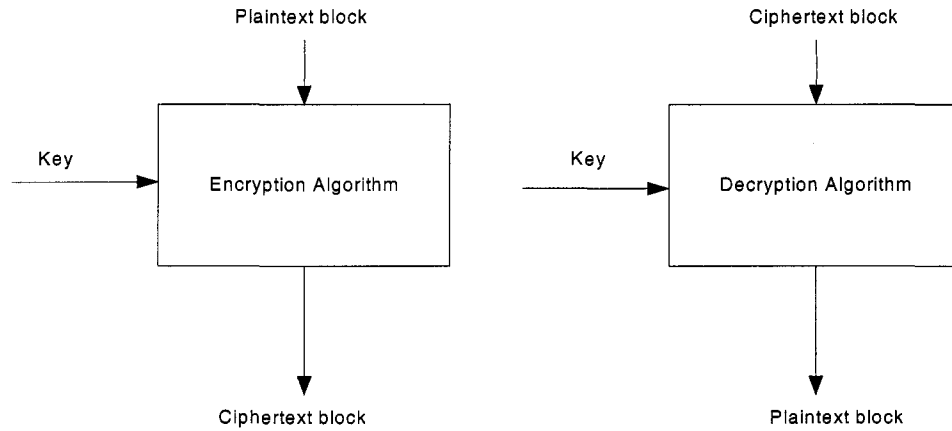 Plaintext block
Ciphertext block
Key
Encryption Algorithm
Key
Decryption Algorithm
Ciphertext block
Plaintext block